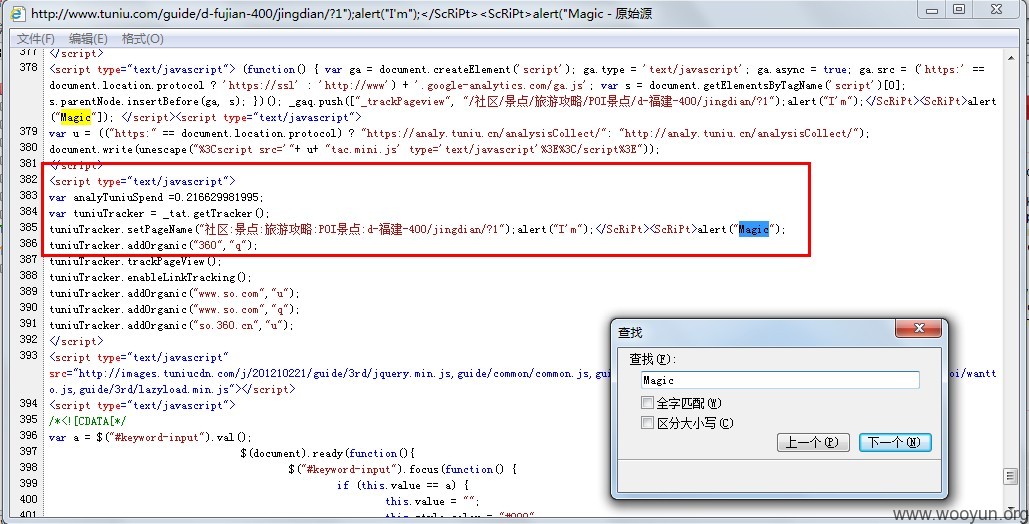 http://www.tuniu.com/guide/d-fujian-400/jingdian/?1");alert("I'm");</ScRiPt><ScRiPt>alert("Magic - 原始源
文件(F) 编辑(E) 格式(O)
377 </script>
378 <script type="text/javascript"> (function() { var ga = document.createElement('script'); ga.type = 'text/javascript'; ga.async = true; ga.src = ('https:' ==
document.location.protocol ? 'https://ssl' : 'http://www') + '.google-analytics.com/ga.js'; var s = document.getElementsByTagName('script')[0];
s.parentNode.insertBefore(ga, s); })(); _gaq.push(["_trackPageview", "/社区/景点/旅游攻略/POI景点/d-福建-400/jingdian/?1");alert("I'm");</ScRiPt><ScRiPt>alert
("Magic"]); </script><script type="text/javascript">
379 var u = (("https:" == document.location.protocol) ? "https://analy.tuniu.cn/analysisCollect/": "http://analy.tuniu.cn/analysisCollect/");
380 document.write(unescape("%3Cscript src='"+ u+ "tac.mini.js' type='text/javascript'%3E%3C/script%3E"));
381 </script>
382 <script type="text/javascript">
383 var analyTuniuSpend =0.216629981995;
384 var tuniuTracker = _tat.getTracker();
385 tuniuTracker.setPageName("社区:景点:旅游攻略:POI景点:d-福建-400/jingdian/?1");alert("I'm");</ScRiPt><ScRiPt>alert("Magic");
386 tuniuTracker.addOrganic("360","q");
387 tuniuTracker.trackPageView();
388 tuniuTracker.enableLinkTracking();
389 tuniuTracker.addOrganic("www.so.com","u");
390 tuniuTracker.addOrganic("www.so.com","q");
391 tuniuTracker.addOrganic("so.360.cn","u");
392 </script>
393 <script type="text/javascript"
src="http://images.tuniucdn.com/j/201210221/guide/3rd/jquery.min.js,guide/common/common.js,gu
oi/wantto.js,guide/3rd/lazyload.min.js"></script>
394 <script type="text/javascript">
395 /*<![CDATA[*/
396 var a = $("#keyword-input").val();
397 $(document).ready(function(){
398 $("#keyword-input").focus(function() {
399 if (this.value == a) {
400 this.value = "";
401
查找
查找(F):
Magic
全字匹配(W)
区分大小写(C)
上一个(P) 下一个(N)
www.wooyun.org